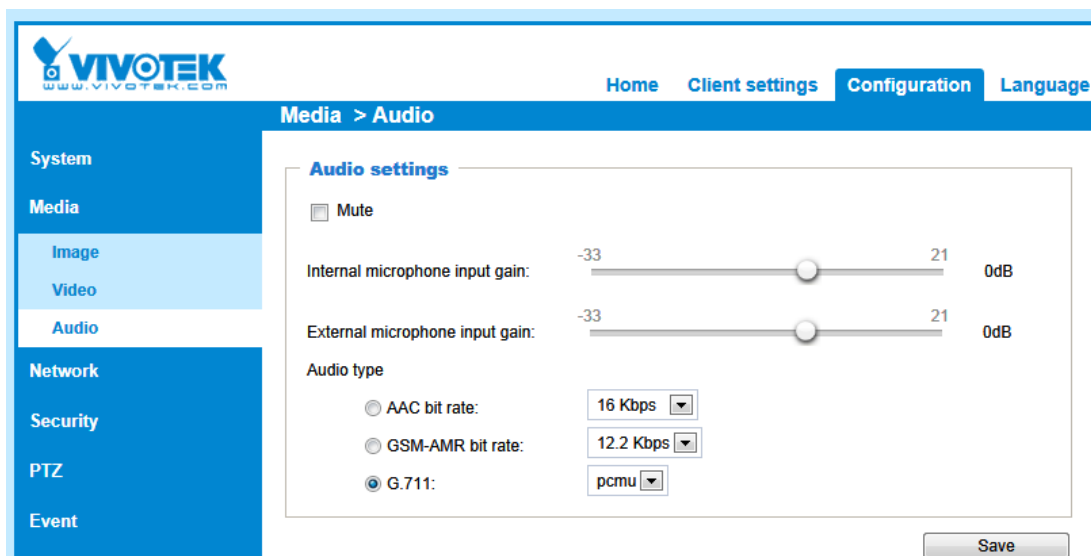 VIVOTEK
www.vivotek.com
Home Client settings Configuration Language
Media > Audio
System
Media
Image
Video
Audio
Network
Security
PTZ
Event
Audio settings
Mute
-33 21
Internal microphone input gain: 0dB
-33 21
External microphone input gain: 0dB
Audio type
AAC bit rate: 16 Kbps
GSM-AMR bit rate: 12.2 Kbps
G.711: pcmu
Save